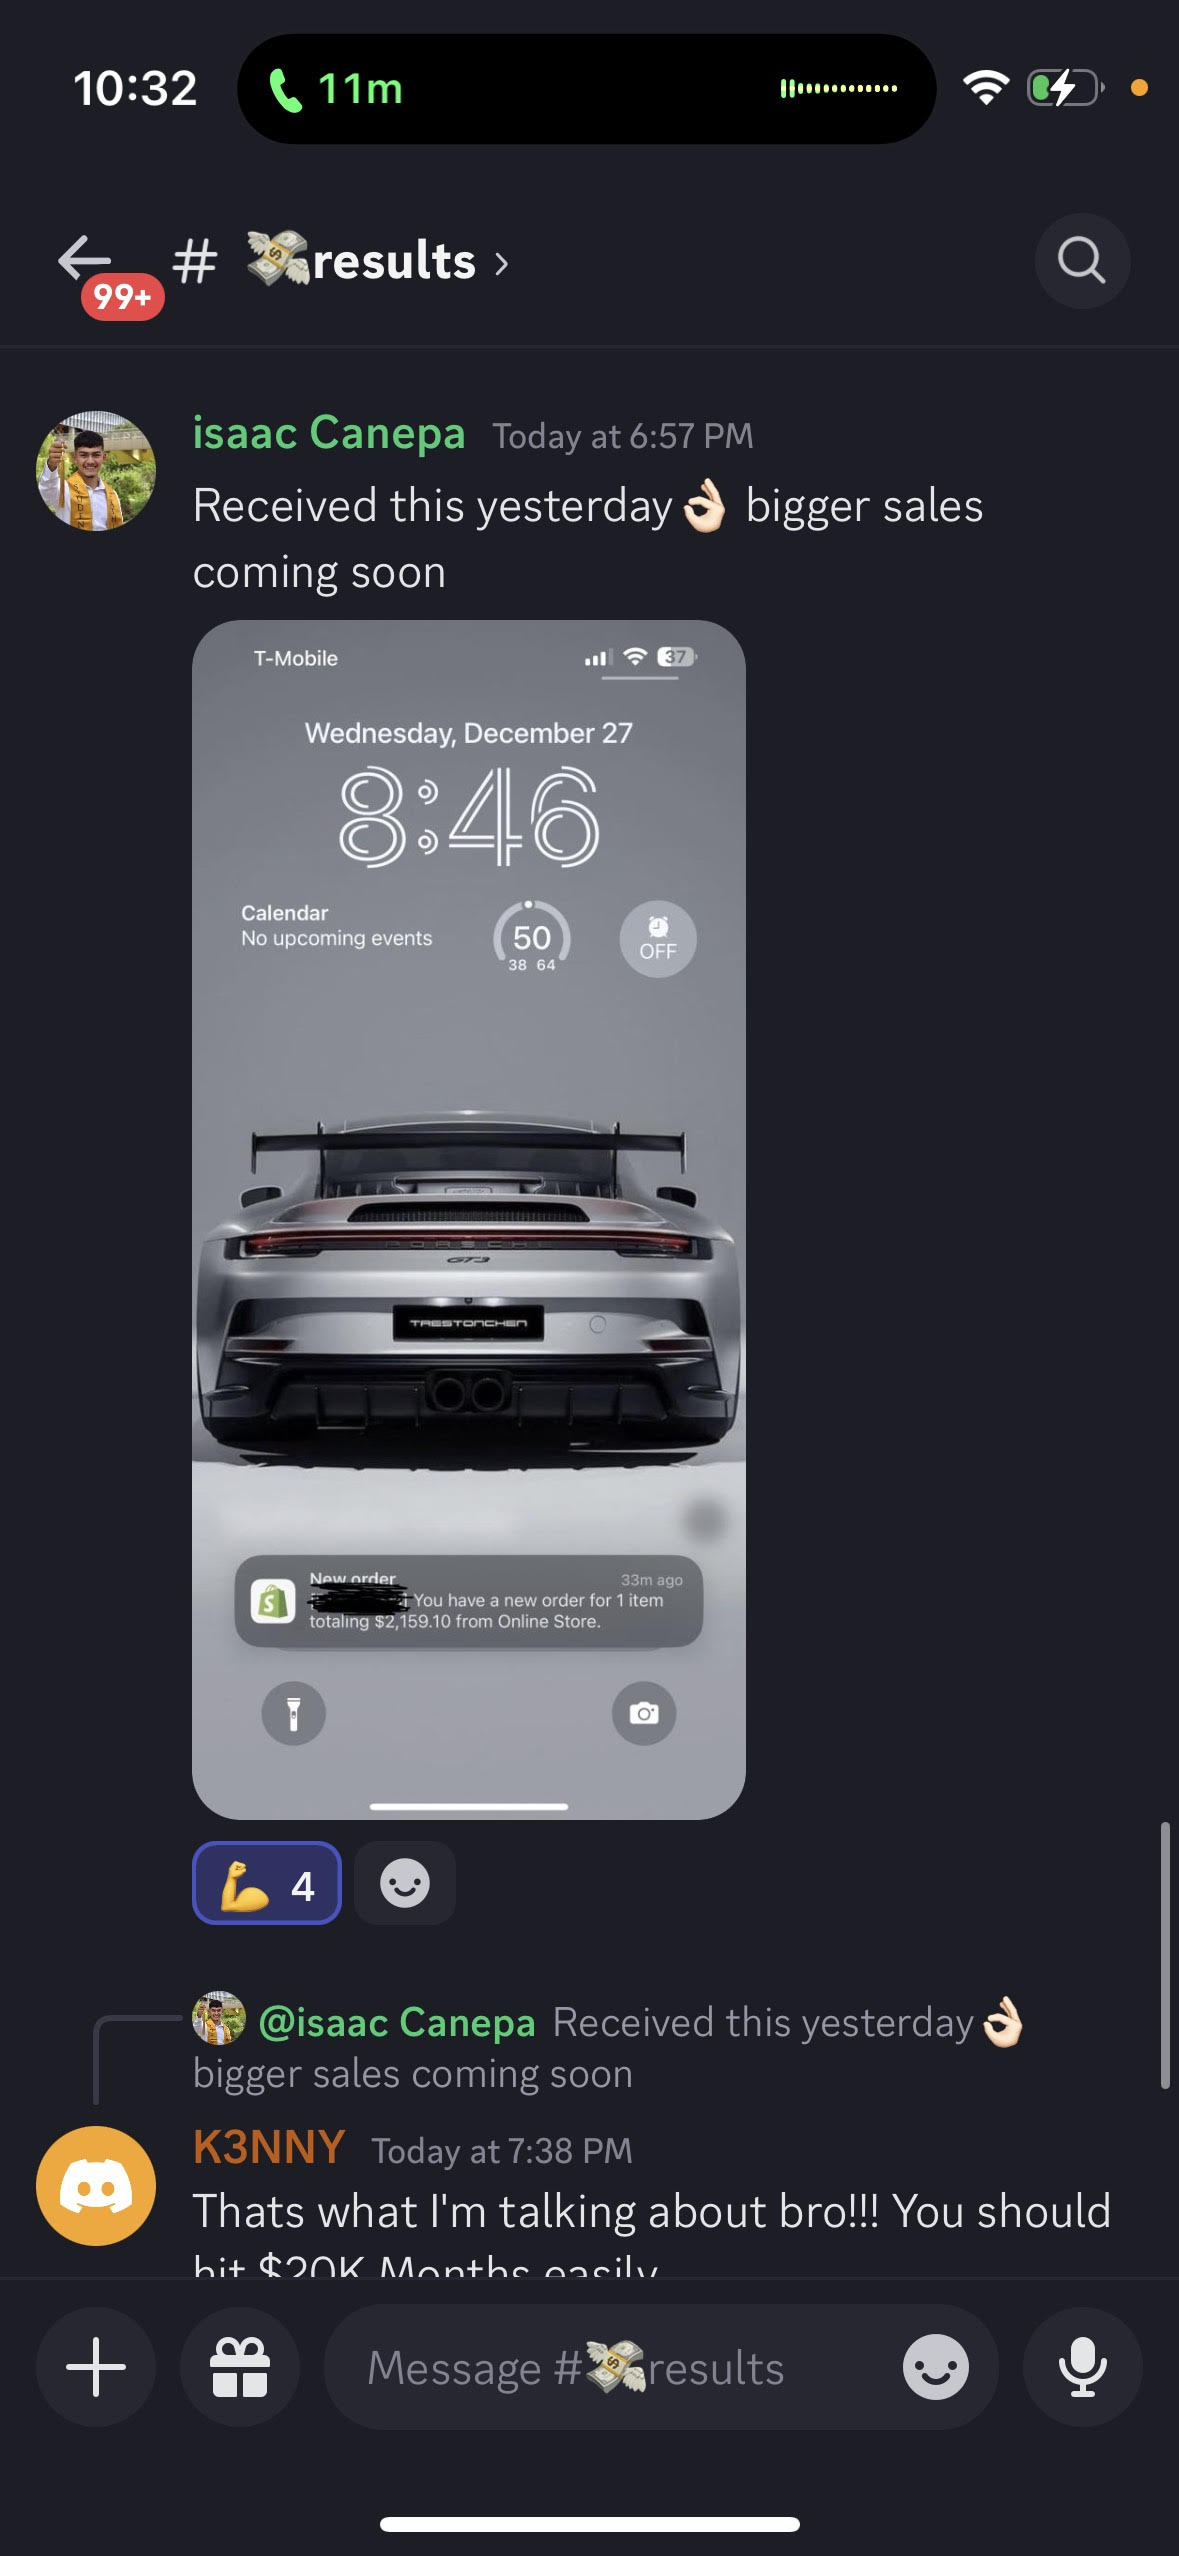 10:32
11m
99+
# 💸results ›
isaac Canepa Today at 6:57 PM
Received this yesterday👌🏻 bigger sales
coming soon
T-Mobile
37
Wednesday, December 27
8:46
Calendar
No upcoming events
50
38 64
OFF
PORSCHE
GT3
TRESTONCHEN
New order
33m ago
You have a new order for 1 item
totaling $2,159.10 from Online Store.
💪 4
@isaac Canepa Received this yesterday👌🏻
bigger sales coming soon
K3NNY Today at 7:38 PM
Thats what I'm talking about bro!!! You should
hit $20K Months easily
Message #💸results